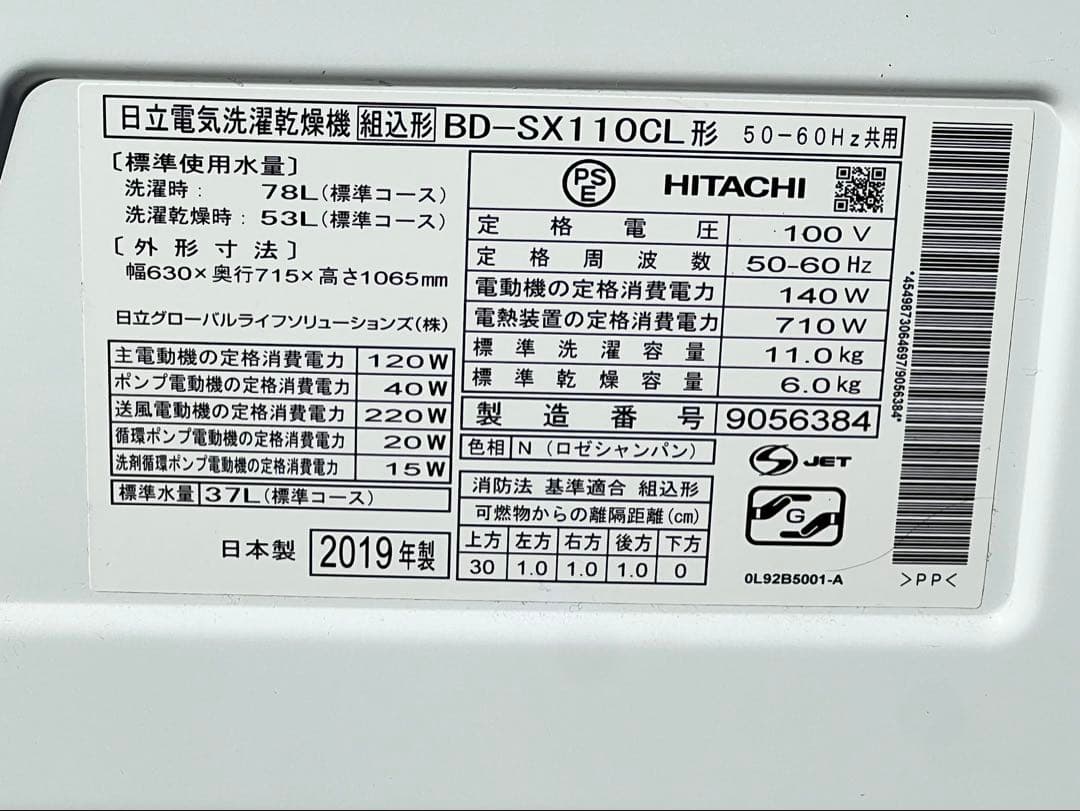 日立電気洗濯乾燥機 組込形 BD-SX110CL形 50-60Hz共用
〔標準使用水量〕
洗濯時: 78L(標準コース)
洗濯乾燥時: 53L(標準コース)
〔外形寸法〕
幅630×奥行715×高さ1065mm
日立グローバルライフソリューションズ(株)
主電動機の定格消費電力 120W
ポンプ電動機の定格消費電力 40W
送風電動機の定格消費電力 220W
循環ポンプ電動機の定格消費電力 20W
洗剤循環ポンプ電動機の定格消費電力 15W
標準水量 37L(標準コース)
日本製 2019年製
PSE HITACHI
定格電圧 100V
定格周波数 50-60Hz
電動機の定格消費電力 140W
電熱装置の定格消費電力 710W
標準洗濯容量 11.0kg
標準乾燥容量 6.0kg
製造番号 9056384
色相 N (ロゼシャンパン)
消防法 基準適合 組込形
可燃物からの離隔距離(cm)
上方 左方 右方 後方 下方
30 1.0 1.0 1.0 0
S JET
G
0L92B5001-A
>PP<
*4549873064697/9056384*